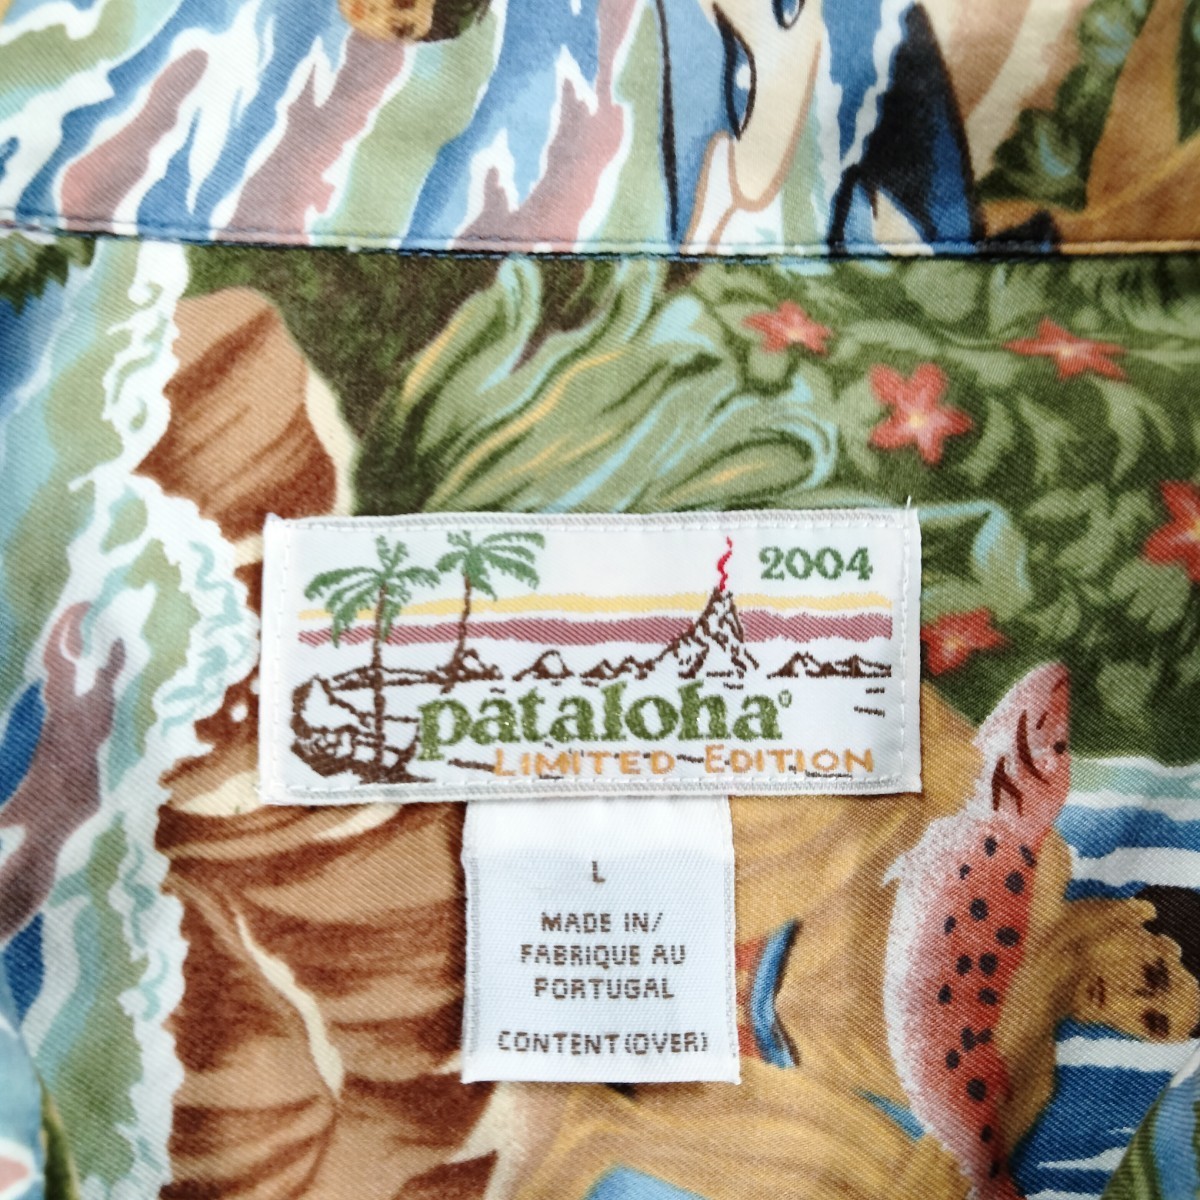 2004
pataloha®
LIMITED EDITION
L
MADE IN/
FABRIQUE AU
PORTUGAL
CONTENT(OVER)